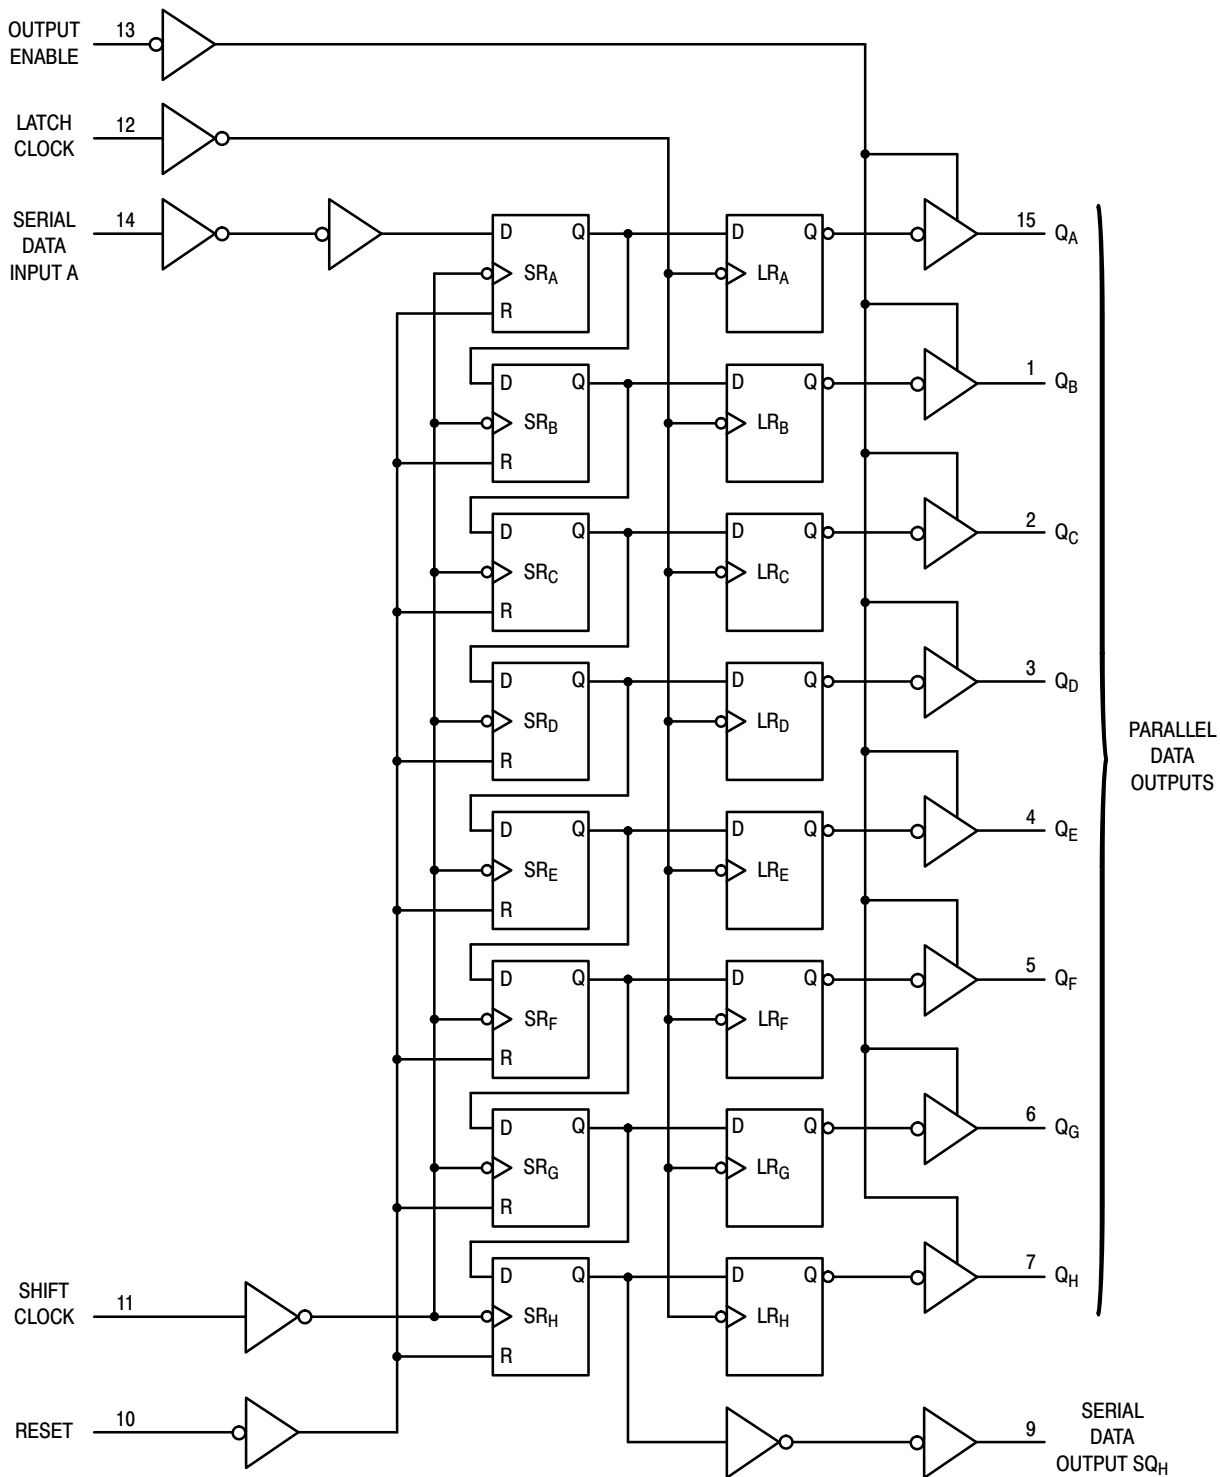 OUTPUT
ENABLE
13
LATCH
CLOCK
12
SERIAL
DATA
INPUT A
14
D Q
SRA
R
D Q
LRA
15 QA
D Q
SRB
R
D Q
LRB
1 QB
D Q
SRC
R
D Q
LRC
2 QC
D Q
SRD
R
D Q
LRD
3 QD
PARALLEL
DATA
OUTPUTS
D Q
SRE
R
D Q
LRE
4 QE
D Q
SRF
R
D Q
LRF
5 QF
D Q
SRG
R
D Q
LRG
6 QG
D Q
SRH
R
D Q
LRH
7 QH
SHIFT
CLOCK
11
RESET
10
9
SERIAL
DATA
OUTPUT SQH